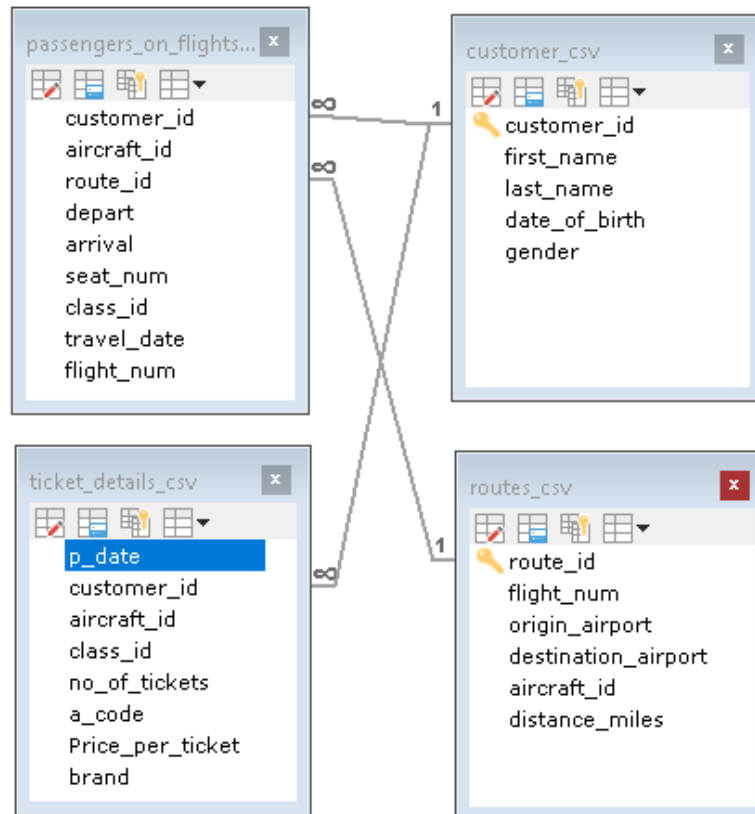 passengers_on_flights...
x
customer_id
aircraft_id
route_id
depart
arrival
seat_num
class_id
travel_date
flight_num
∞
∞
1
customer_csv
x
customer_id
first_name
last_name
date_of_birth
gender
ticket_details_csv
x
p_date
customer_id
aircraft_id
class_id
no_of_tickets
a_code
Price_per_ticket
brand
∞
1
routes_csv
x
route_id
flight_num
origin_airport
destination_airport
aircraft_id
distance_miles